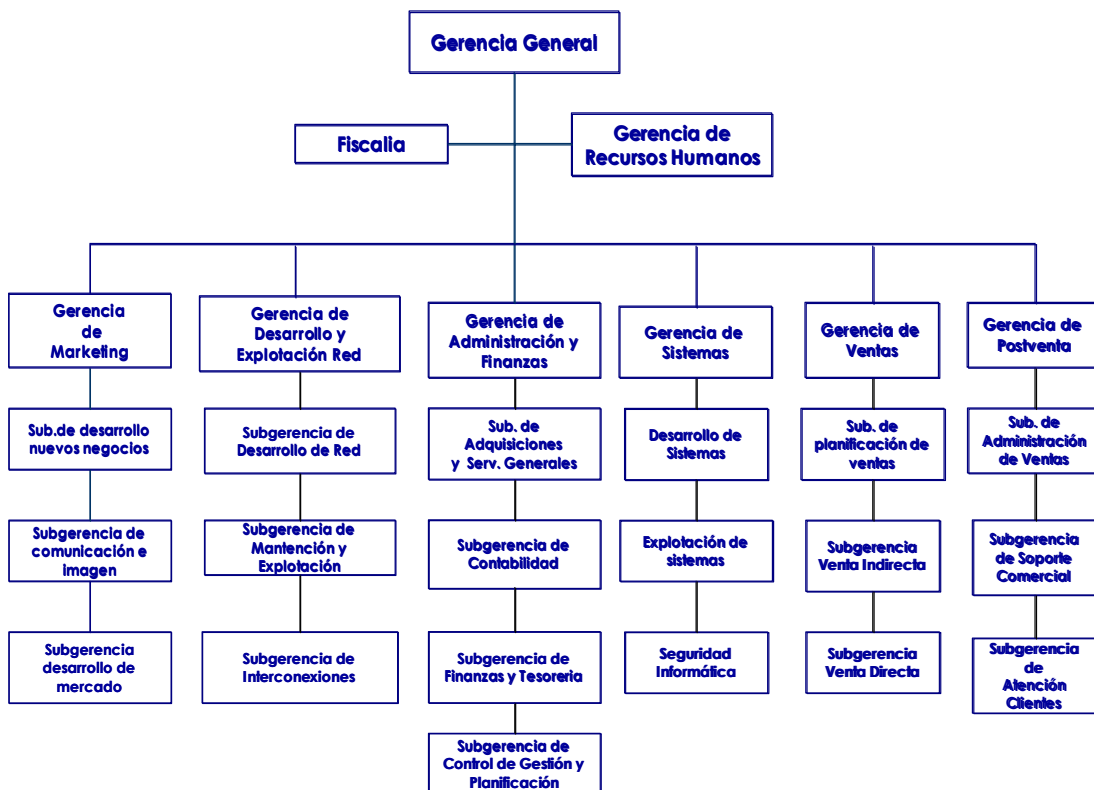 Gerencia General
Fiscalia
Gerencia de
Recursos Humanos
Gerencia
de
Marketing
Gerencia de
Desarrollo y
Explotación Red
Gerencia de
Administración y
Finanzas
Gerencia de
Sistemas
Gerencia de
Ventas
Gerencia de
Postventa
Sub.de desarrollo
nuevos negocios
Subgerencia de
Desarrollo de Red
Sub. de
Adquisiciones
y Serv. Generales
Desarrollo de
Sistemas
Sub. de
planificación de
ventas
Sub. de
Administración
de Ventas
Subgerencia de
comunicación e
imagen
Subgerencia de
Mantención y
Explotación
Subgerencia de
Contabilidad
Explotación de
sistemas
Subgerencia
Venta Indirecta
Subgerencia
de Soporte
Comercial
Subgerencia
desarrollo de
mercado
Subgerencia de
Interconexiones
Subgerencia de
Finanzas y Tesoreria
Seguridad
Informática
Subgerencia
Venta Directa
Subgerencia
de
Atención
Clientes
Subgerencia de
Control de Gestión y
Planificación